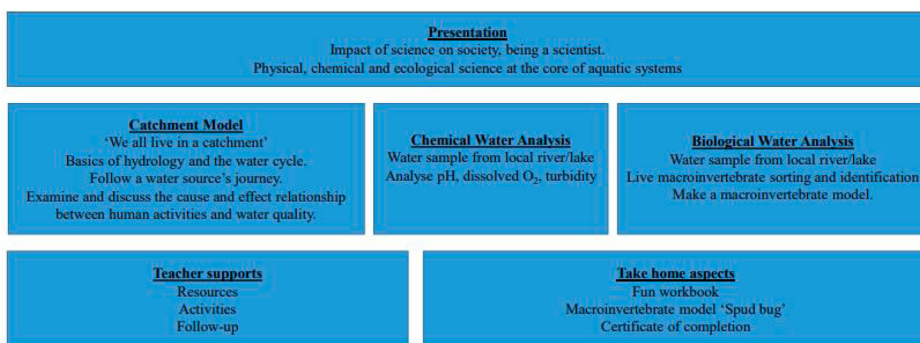 Presentation
Impact of science on society, being a scientist.
Physical, chemical and ecological science at the core of aquatic systems
Catchment Model
‘We all live in a catchment’
Basics of hydrology and the water cycle.
Follow a water source’s journey.
Examine and discuss the cause and effect relationship
between human activities and water quality.
Chemical Water Analysis
Water sample from local river/lake
Analyse pH, dissolved O₂, turbidity
Biological Water Analysis
Water sample from local river/lake
Live macroinvertebrate sorting and identification
Make a macroinvertebrate model.
Teacher supports
Resources
Activities
Follow-up
Take home aspects
Fun workbook
Macroinvertebrate model ‘Spud bug’
Certificate of completion